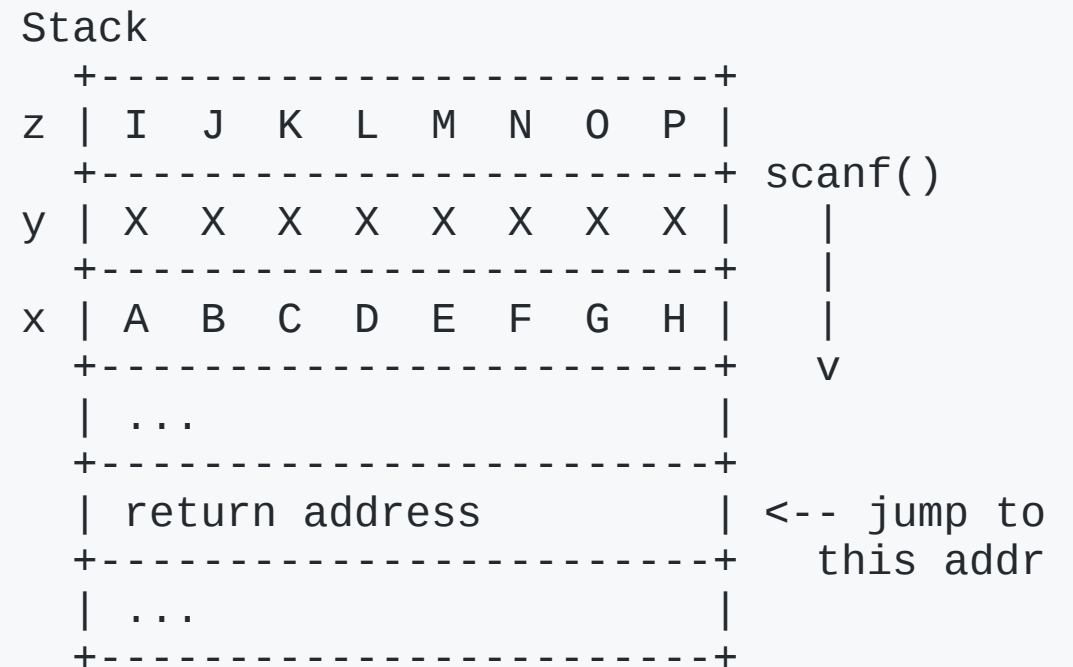 Stack
  +------------------------+
z | I  J  K  L  M  N  O  P |
  +------------------------+ scanf()
y | X  X  X  X  X  X  X  X |   |
  +------------------------+   |
x | A  B  C  D  E  F  G  H |   |
  +------------------------+   v
  | ...                    |
  +------------------------+
  | return address         | <-- jump to
  +------------------------+   this addr
  | ...                    |
  +------------------------+